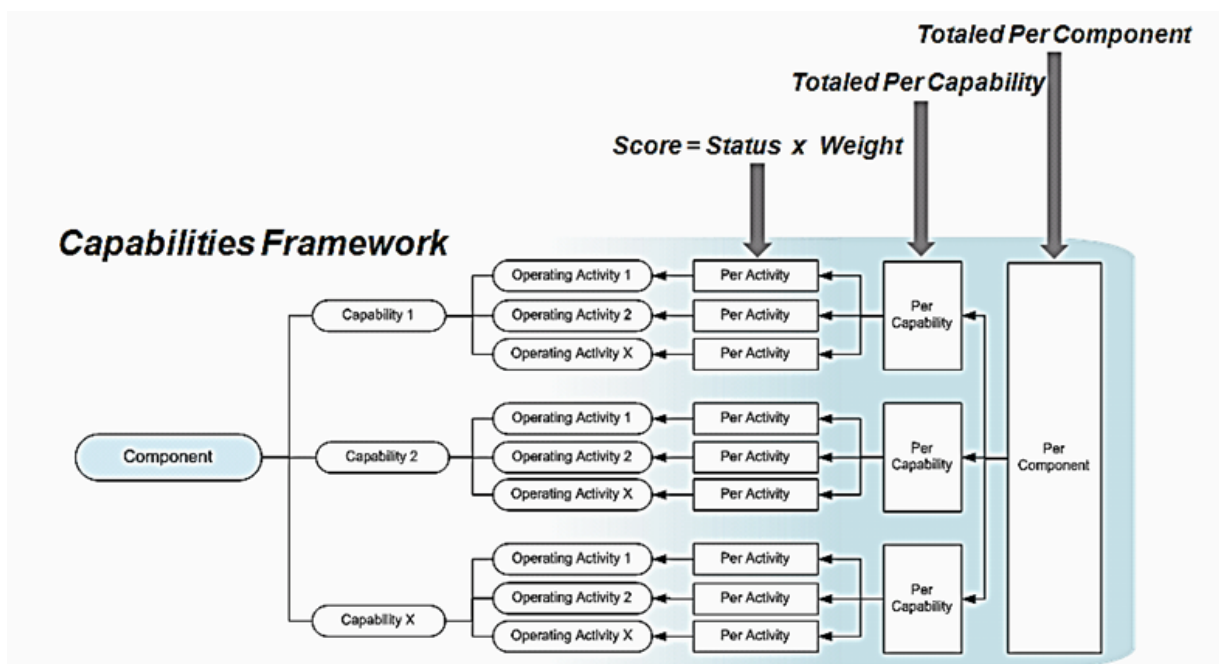 Totaled Per Component
Totaled Per Capability
Score = Status x Weight
Capabilities Framework
Operating Activity 1
Per Activity
Capability 1
Operating Activity 2
Per Activity
Per
Capability
Operating Activity X
Per Activity
Operating Activity 1
Per Activity
Component
Capability 2
Operating Activity 2
Per Activity
Per
Capability
Per
Component
Operating Activity X
Per Activity
Operating Activity 1
Per Activity
Capability X
Operating Activity 2
Per Activity
Per
Capability
Operating Activity X
Per Activity